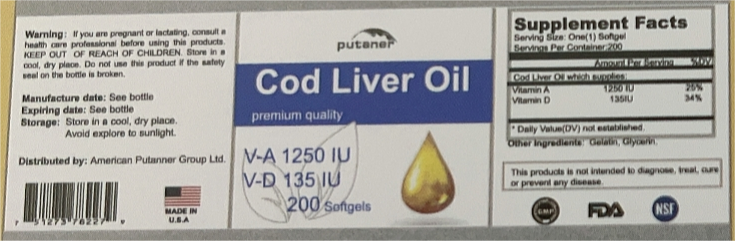 Warning: If you are pregnant or lactating, consult a
health care professional before using this products.
KEEP OUT OF REACH OF CHILDREN. Store in a
cool, dry place. Do not use this product if the safety
seal on the bottle is broken.
Manufacture date: See bottle
Expiring date: See bottle
Storage: Store in a cool, dry place.
Avoid explore to sunlight.
Distributed by: American Putanner Group Ltd.
MADE IN
U.S.A
putaner
Cod Liver Oil
premium quality
V-A 1250 IU
V-D 135 IU
200 Softgels
Supplement Facts
Serving Size: One(1) Softgel
Servings Per Container:200
Amount Per Serving %DV
Cod Liver Oil which supplies:
Vitamin A 1250 IU 25%
Vitamin D 135IU 34%
* Daily Value(DV) not established.
Other Ingredients: Gelatin, Glycerin.
This products is not intended to diagnose, treat, cure
or prevent any disease.
GMP FDA NSF